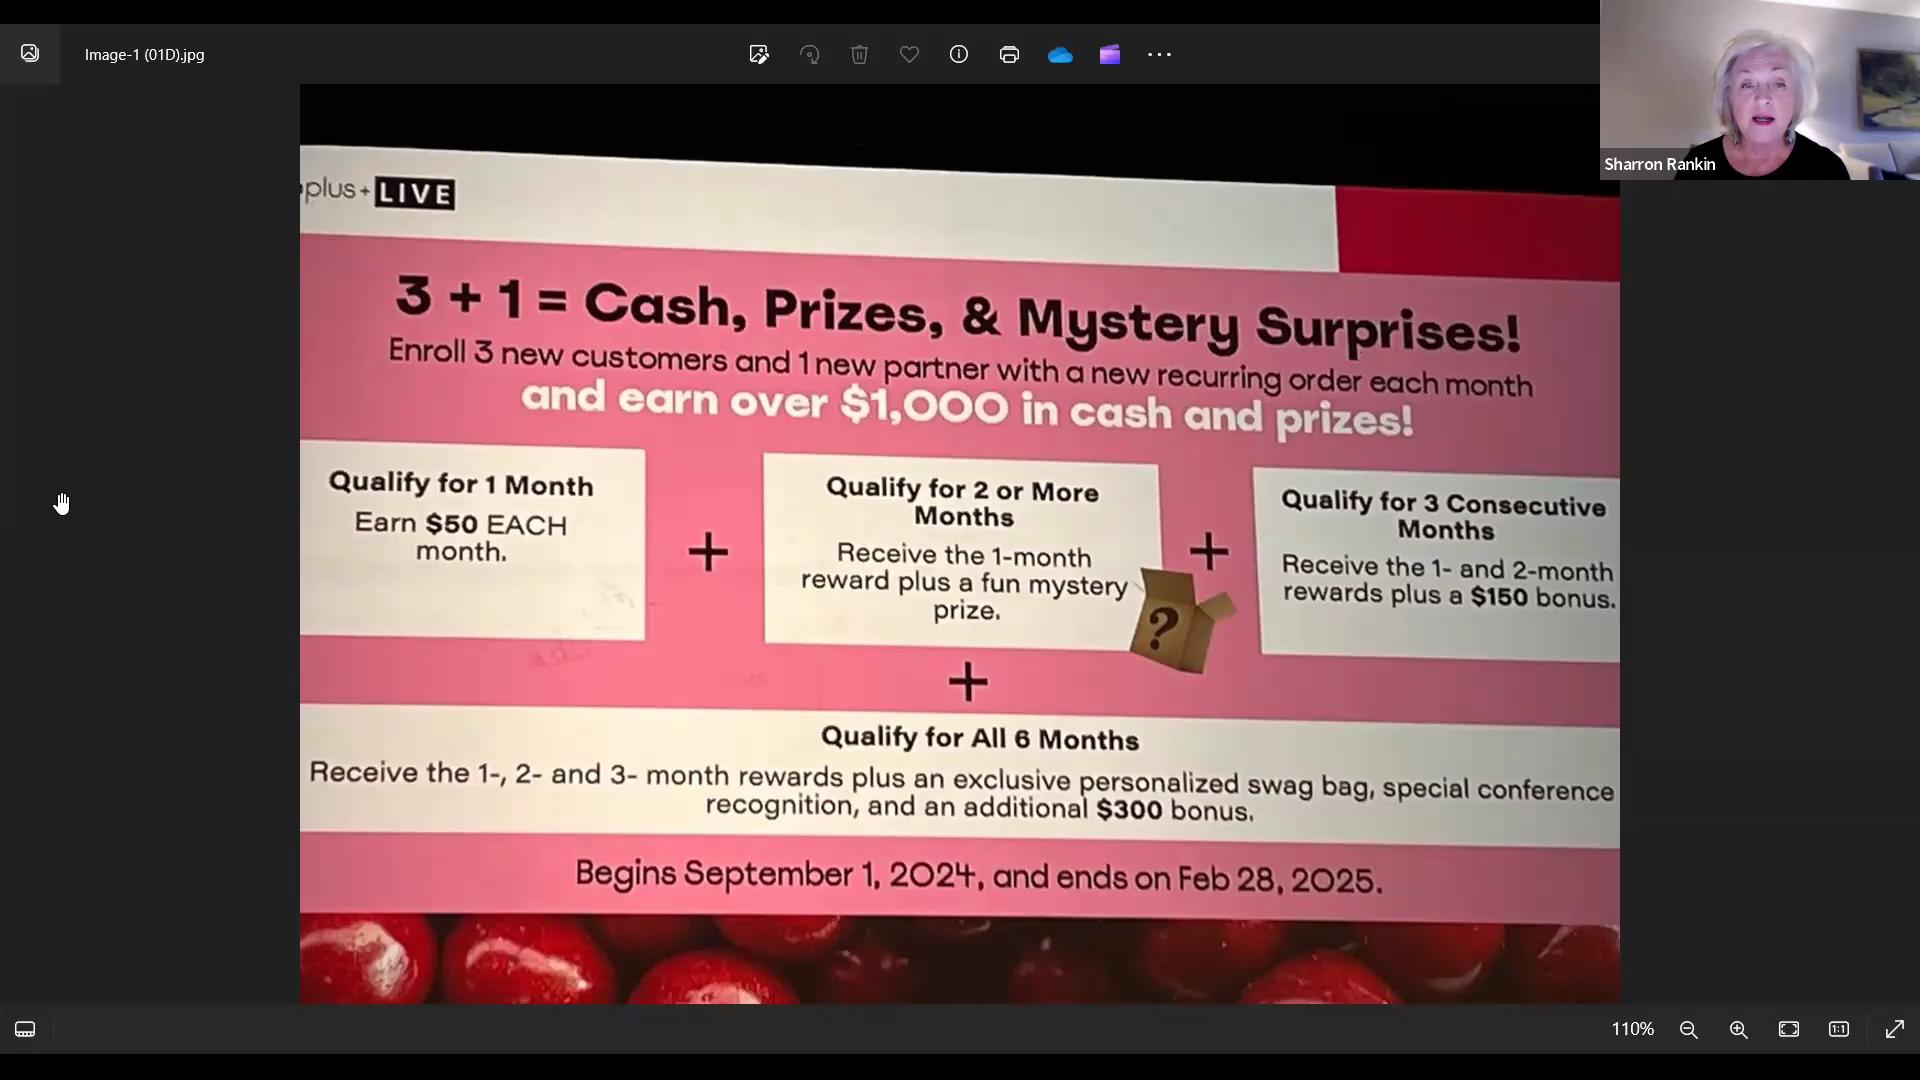 Image-1 (01D).jpg
Sharron Rankin
plus+ LIVE
3 + 1 = Cash, Prizes, & Mystery Surprises!
Enroll 3 new customers and 1 new partner with a new recurring order each month
and earn over $1,000 in cash and prizes!
Qualify for 1 Month
Earn $50 EACH
month.
+
Qualify for 2 or More
Months
Receive the 1-month
reward plus a fun mystery
prize.
?
+
Qualify for 3 Consecutive
Months
Receive the 1- and 2-month
rewards plus a $150 bonus.
+
Qualify for All 6 Months
Receive the 1-, 2- and 3- month rewards plus an exclusive personalized swag bag, special conference
recognition, and an additional $300 bonus.
Begins September 1, 2024, and ends on Feb 28, 2025.
110%
1:1